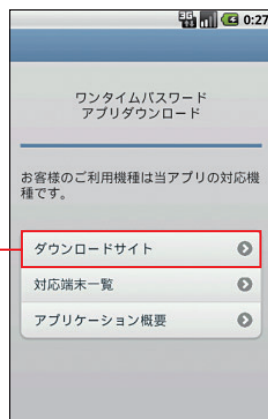 3G 0:27
ワンタイムパスワード
アプリダウンロード
お客様のご利用機種は当アプリの対応機
種です。
ダウンロードサイト
対応端末一覧
アプリケーション概要